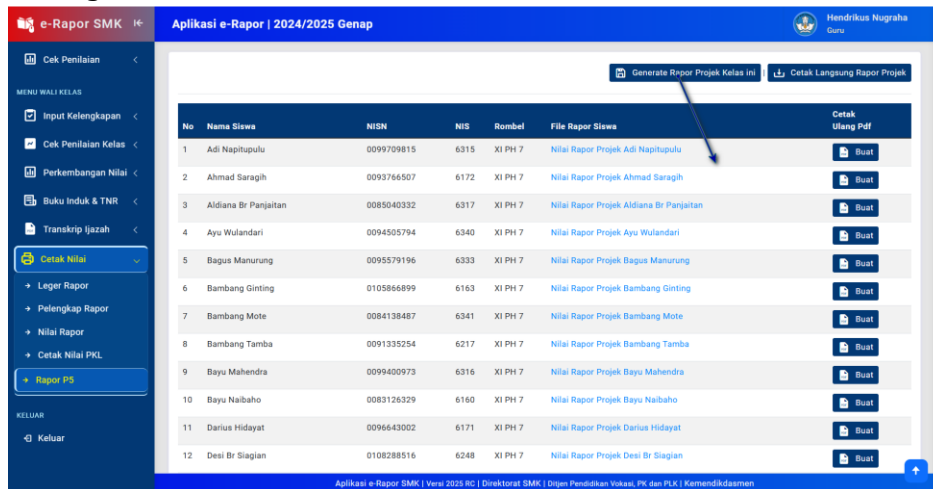 e-Rapor SMK
Aplikasi e-Rapor | 2024/2025 Genap
Hendrikus Nugraha
Guru
Cek Penilaian
MENU WALI KELAS
Input Kelengkapan
Cek Penilaian Kelas
Perkembangan Nilai
Buku Induk & TNR
Transkrip Ijazah
Cetak Nilai
Leger Rapor
Pelengkap Rapor
Nilai Rapor
Cetak Nilai PKL
Rapor P5
KELUAR
Keluar
Generate Rapor Projek Kelas ini | Cetak Langsung Rapor Projek
No Nama Siswa NISN NIS Rombel File Rapor Siswa Cetak Ulang Pdf
1 Adi Napitupulu 0099709815 6315 XI PH 7 Nilai Rapor Projek Adi Napitupulu Buat
2 Ahmad Saragih 0093766507 6172 XI PH 7 Nilai Rapor Projek Ahmad Saragih Buat
3 Aldiana Br Panjaitan 0085040332 6317 XI PH 7 Nilai Rapor Projek Aldiana Br Panjaitan Buat
4 Ayu Wulandari 0094505794 6340 XI PH 7 Nilai Rapor Projek Ayu Wulandari Buat
5 Bagus Manurung 0095579196 6333 XI PH 7 Nilai Rapor Projek Bagus Manurung Buat
6 Bambang Ginting 0105866899 6163 XI PH 7 Nilai Rapor Projek Bambang Ginting Buat
7 Bambang Mote 0084138487 6341 XI PH 7 Nilai Rapor Projek Bambang Mote Buat
8 Bambang Tamba 0091335254 6217 XI PH 7 Nilai Rapor Projek Bambang Tamba Buat
9 Bayu Mahendra 0099400973 6316 XI PH 7 Nilai Rapor Projek Bayu Mahendra Buat
10 Bayu Naibaho 0083126329 6160 XI PH 7 Nilai Rapor Projek Bayu Naibaho Buat
11 Darius Hidayat 0096643002 6171 XI PH 7 Nilai Rapor Projek Darius Hidayat Buat
12 Desi Br Siagian 0108288516 6248 XI PH 7 Nilai Rapor Projek Desi Br Siagian Buat
Aplikasi e-Rapor SMK | Versi 2025 RC | Direktorat SMK | Ditjen Pendidikan Vokasi, PK dan PLK | Kemendikdasmen